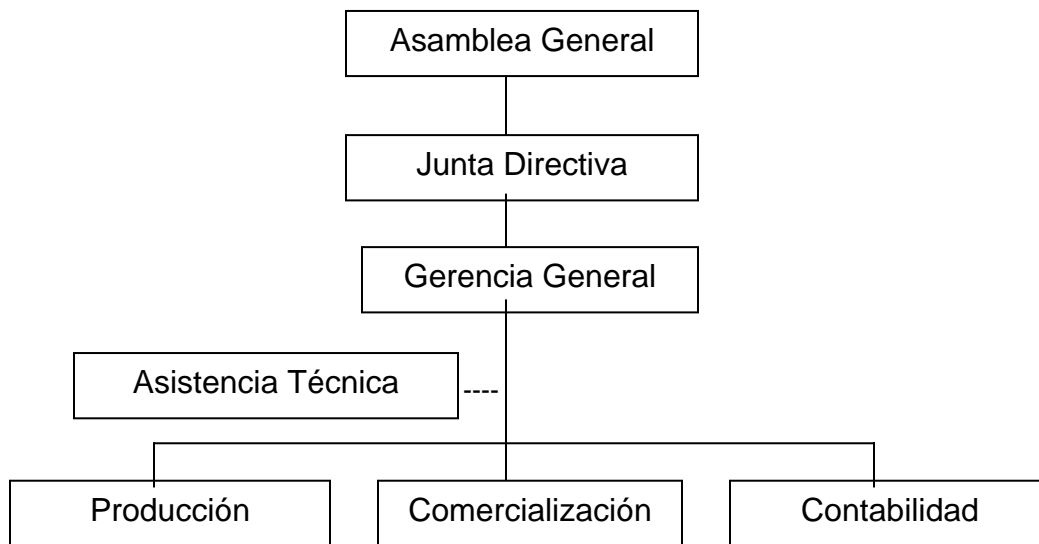 Asamblea General
Junta Directiva
Gerencia General
Asistencia Técnica ----
Producción
Comercialización
Contabilidad